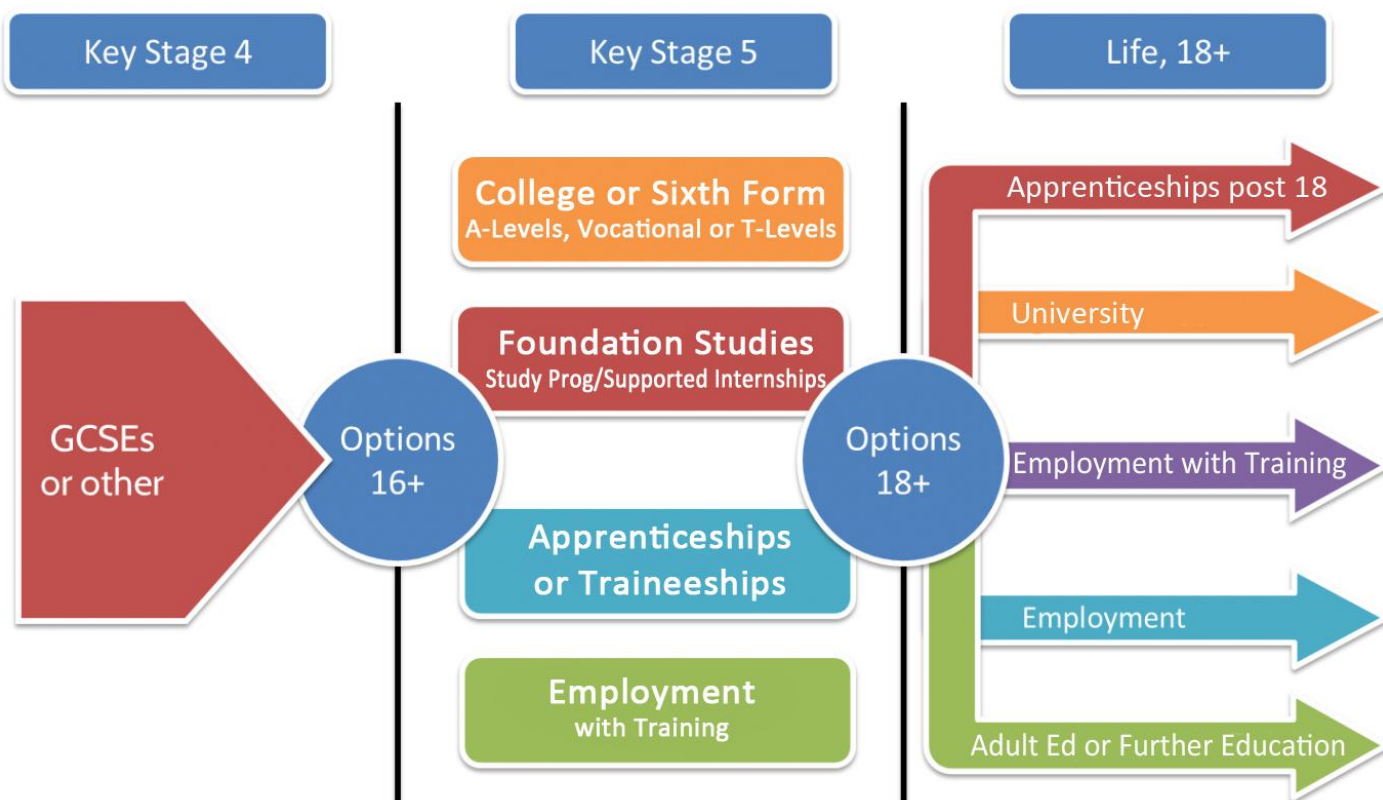 Key Stage 4
Key Stage 5
Life, 18+
GCSEs
or other
Options
16+
College or Sixth Form
A-Levels, Vocational or T-Levels
Foundation Studies
Study Prog/Supported Internships
Apprenticeships
or Traineeships
Employment
with Training
Options
18+
Apprenticeships post 18
University
Employment with Training
Employment
Adult Ed or Further Education